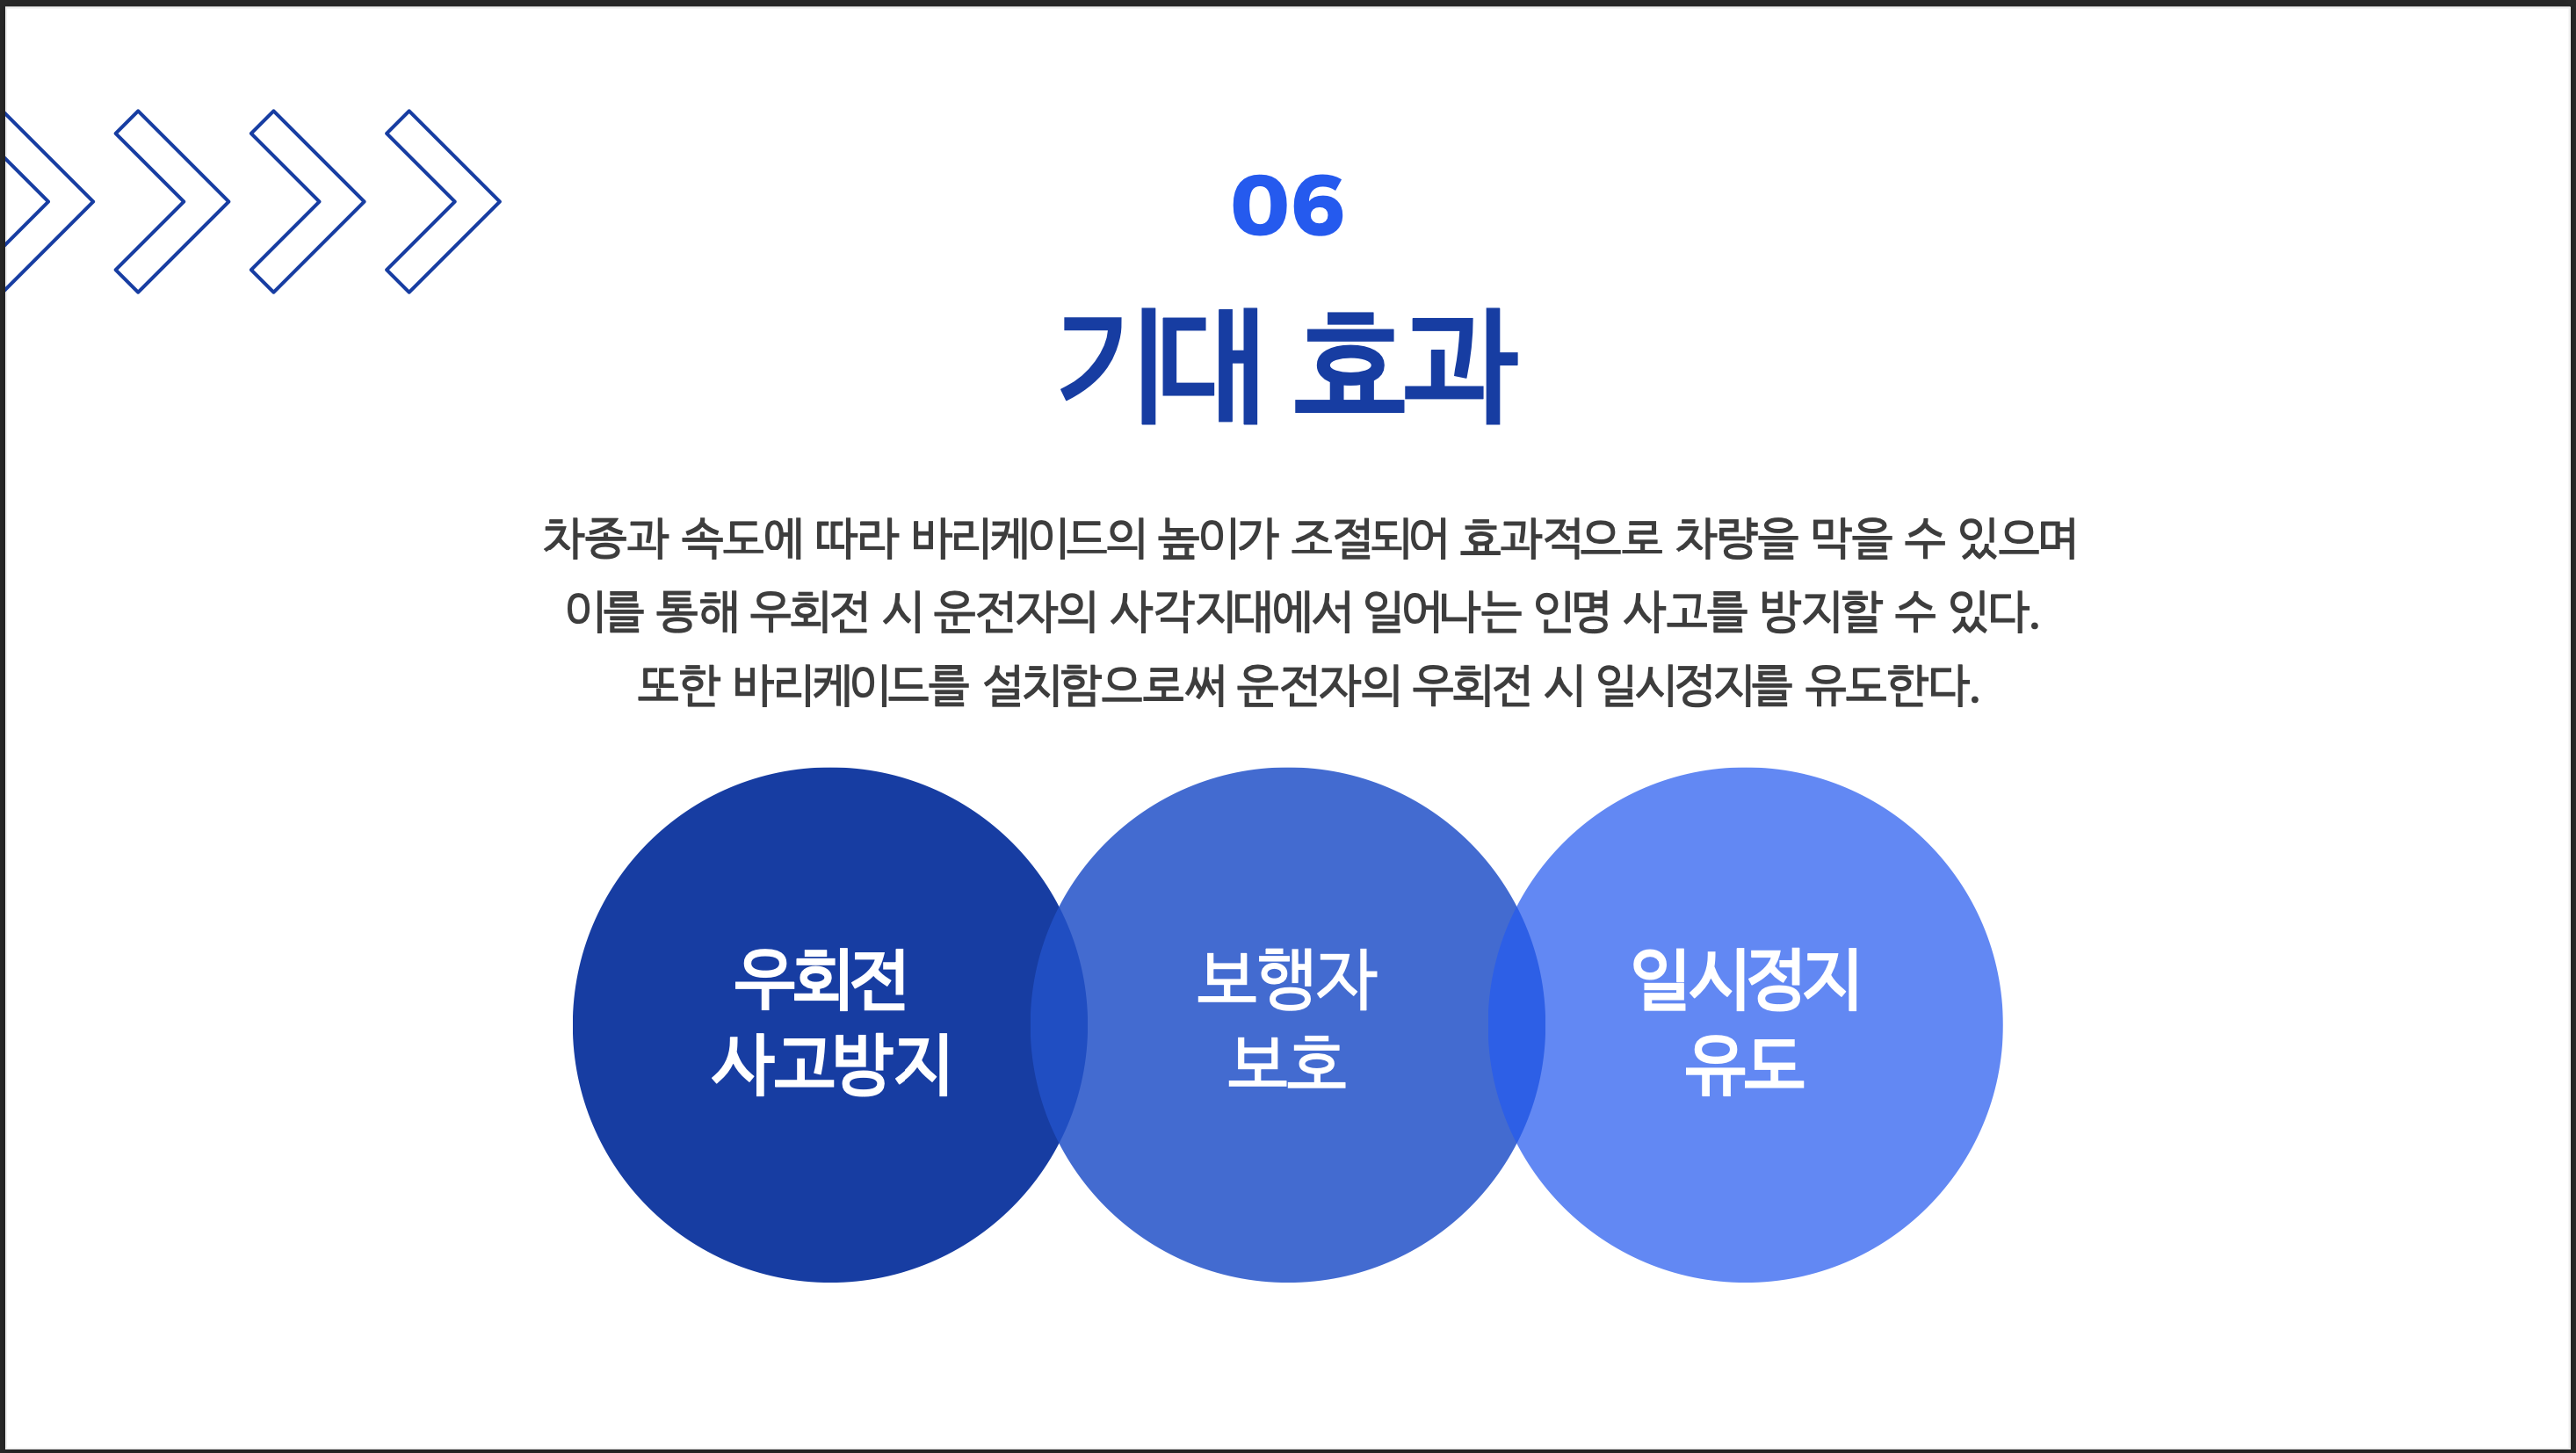 06
기대 효과
차종과 속도에 따라 바리케이드의 높이가 조절되어 효과적으로 차량을 막을 수 있으며
이를 통해 우회전 시 운전자의 사각지대에서 일어나는 인명 사고를 방지할 수 있다.
또한 바리케이드를 설치함으로써 운전자의 우회전 시 일시정지를 유도한다.
우회전
사고방지
보행자
보호
일시정지
유도